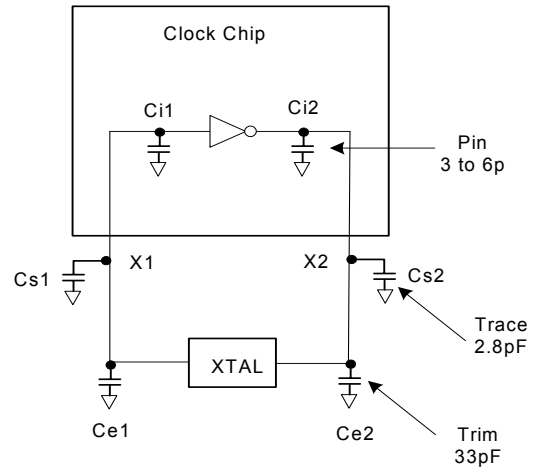 Clock Chip
Ci1
Ci2
Pin
3 to 6p
X1
X2
Cs1
Cs2
Trace
2.8pF
XTAL
Ce1
Ce2
Trim
33pF